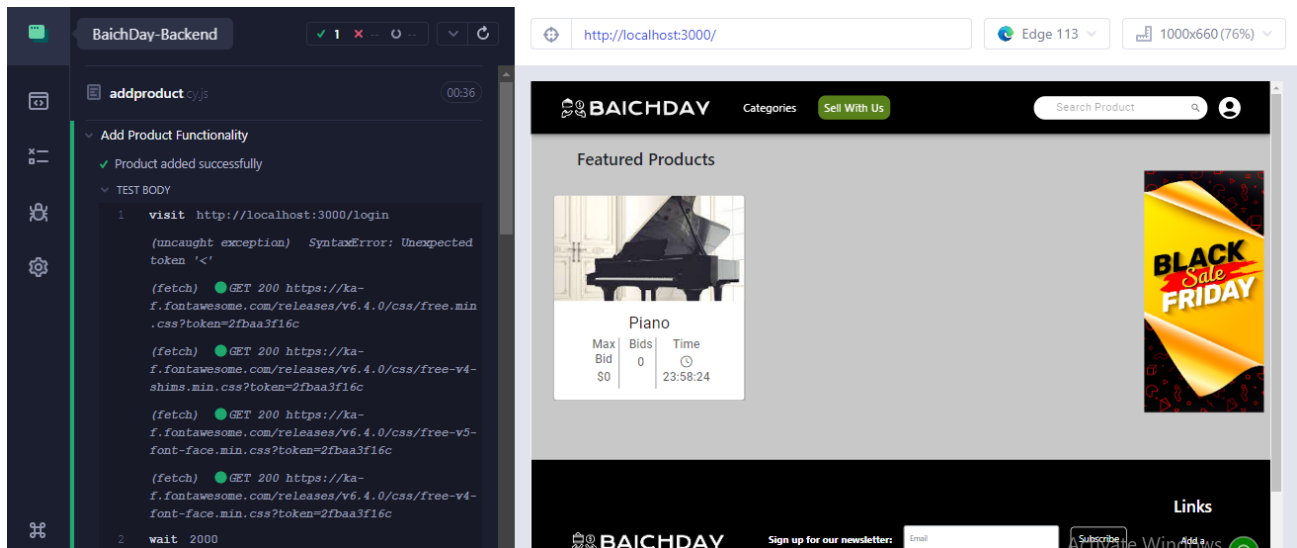 BaichDay-Backend
1 -- --
addproduct.cy.js
00:36
Add Product Functionality
Product added successfully
TEST BODY
1 visit http://localhost:3000/login
(uncaught exception) SyntaxError: Unexpected
token '<'
(fetch) GET 200 https://ka-
f.fontawesome.com/releases/v6.4.0/css/free.min
.css?token=2fbaa3f16c
(fetch) GET 200 https://ka-
f.fontawesome.com/releases/v6.4.0/css/free-v4-
shims.min.css?token=2fbaa3f16c
(fetch) GET 200 https://ka-
f.fontawesome.com/releases/v6.4.0/css/free-v5-
font-face.min.css?token=2fbaa3f16c
(fetch) GET 200 https://ka-
f.fontawesome.com/releases/v6.4.0/css/free-v4-
font-face.min.css?token=2fbaa3f16c
2 wait 2000
http://localhost:3000/
Edge 113
1000x660 (76%)
BAICHDAY
Categories
Sell With Us
Search Product
Featured Products
Piano
Max Bid
$0
Bids
0
Time
23:58:24
BLACK
Sale
FRIDAY
Links
BAICHDAY
Sign up for our newsletter:
Email
Subscribe
Add a
Activate Windows